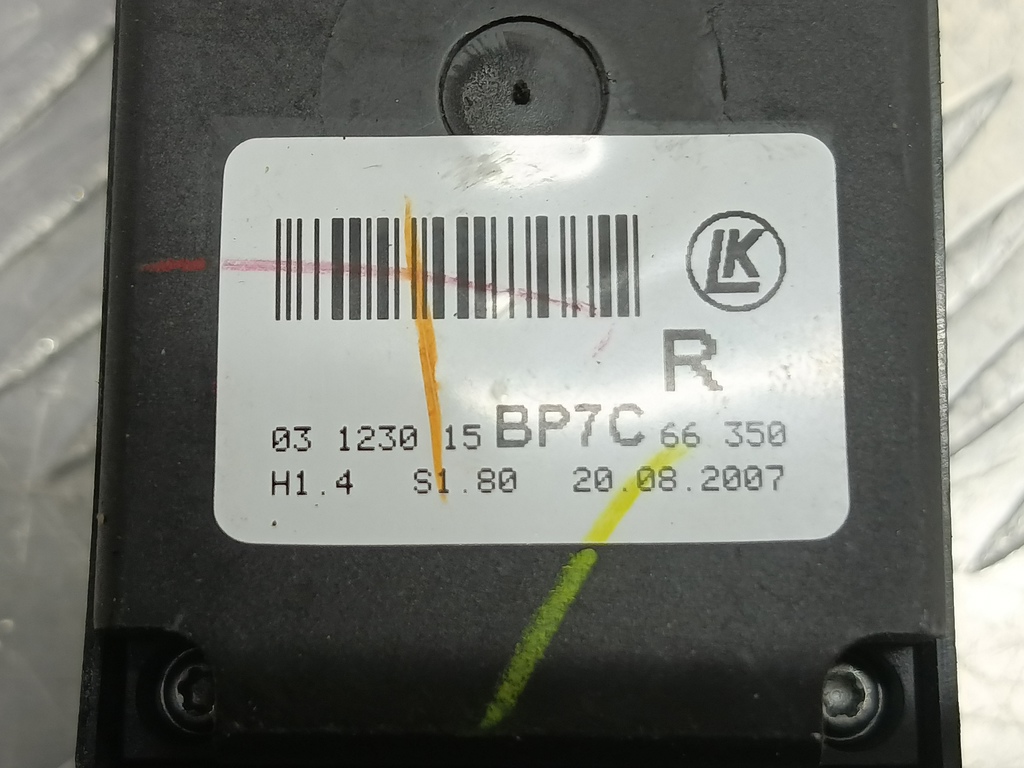 LK
R
03 1230 15 BP7C 66 350
H1.4 S1.80 20.08.2007